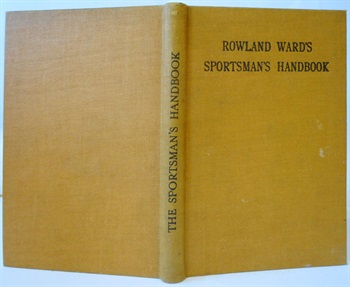 ROWLAND WARD'S
SPORTSMAN'S HANDBOOK
THE SPORTSMAN'S HANDBOOK